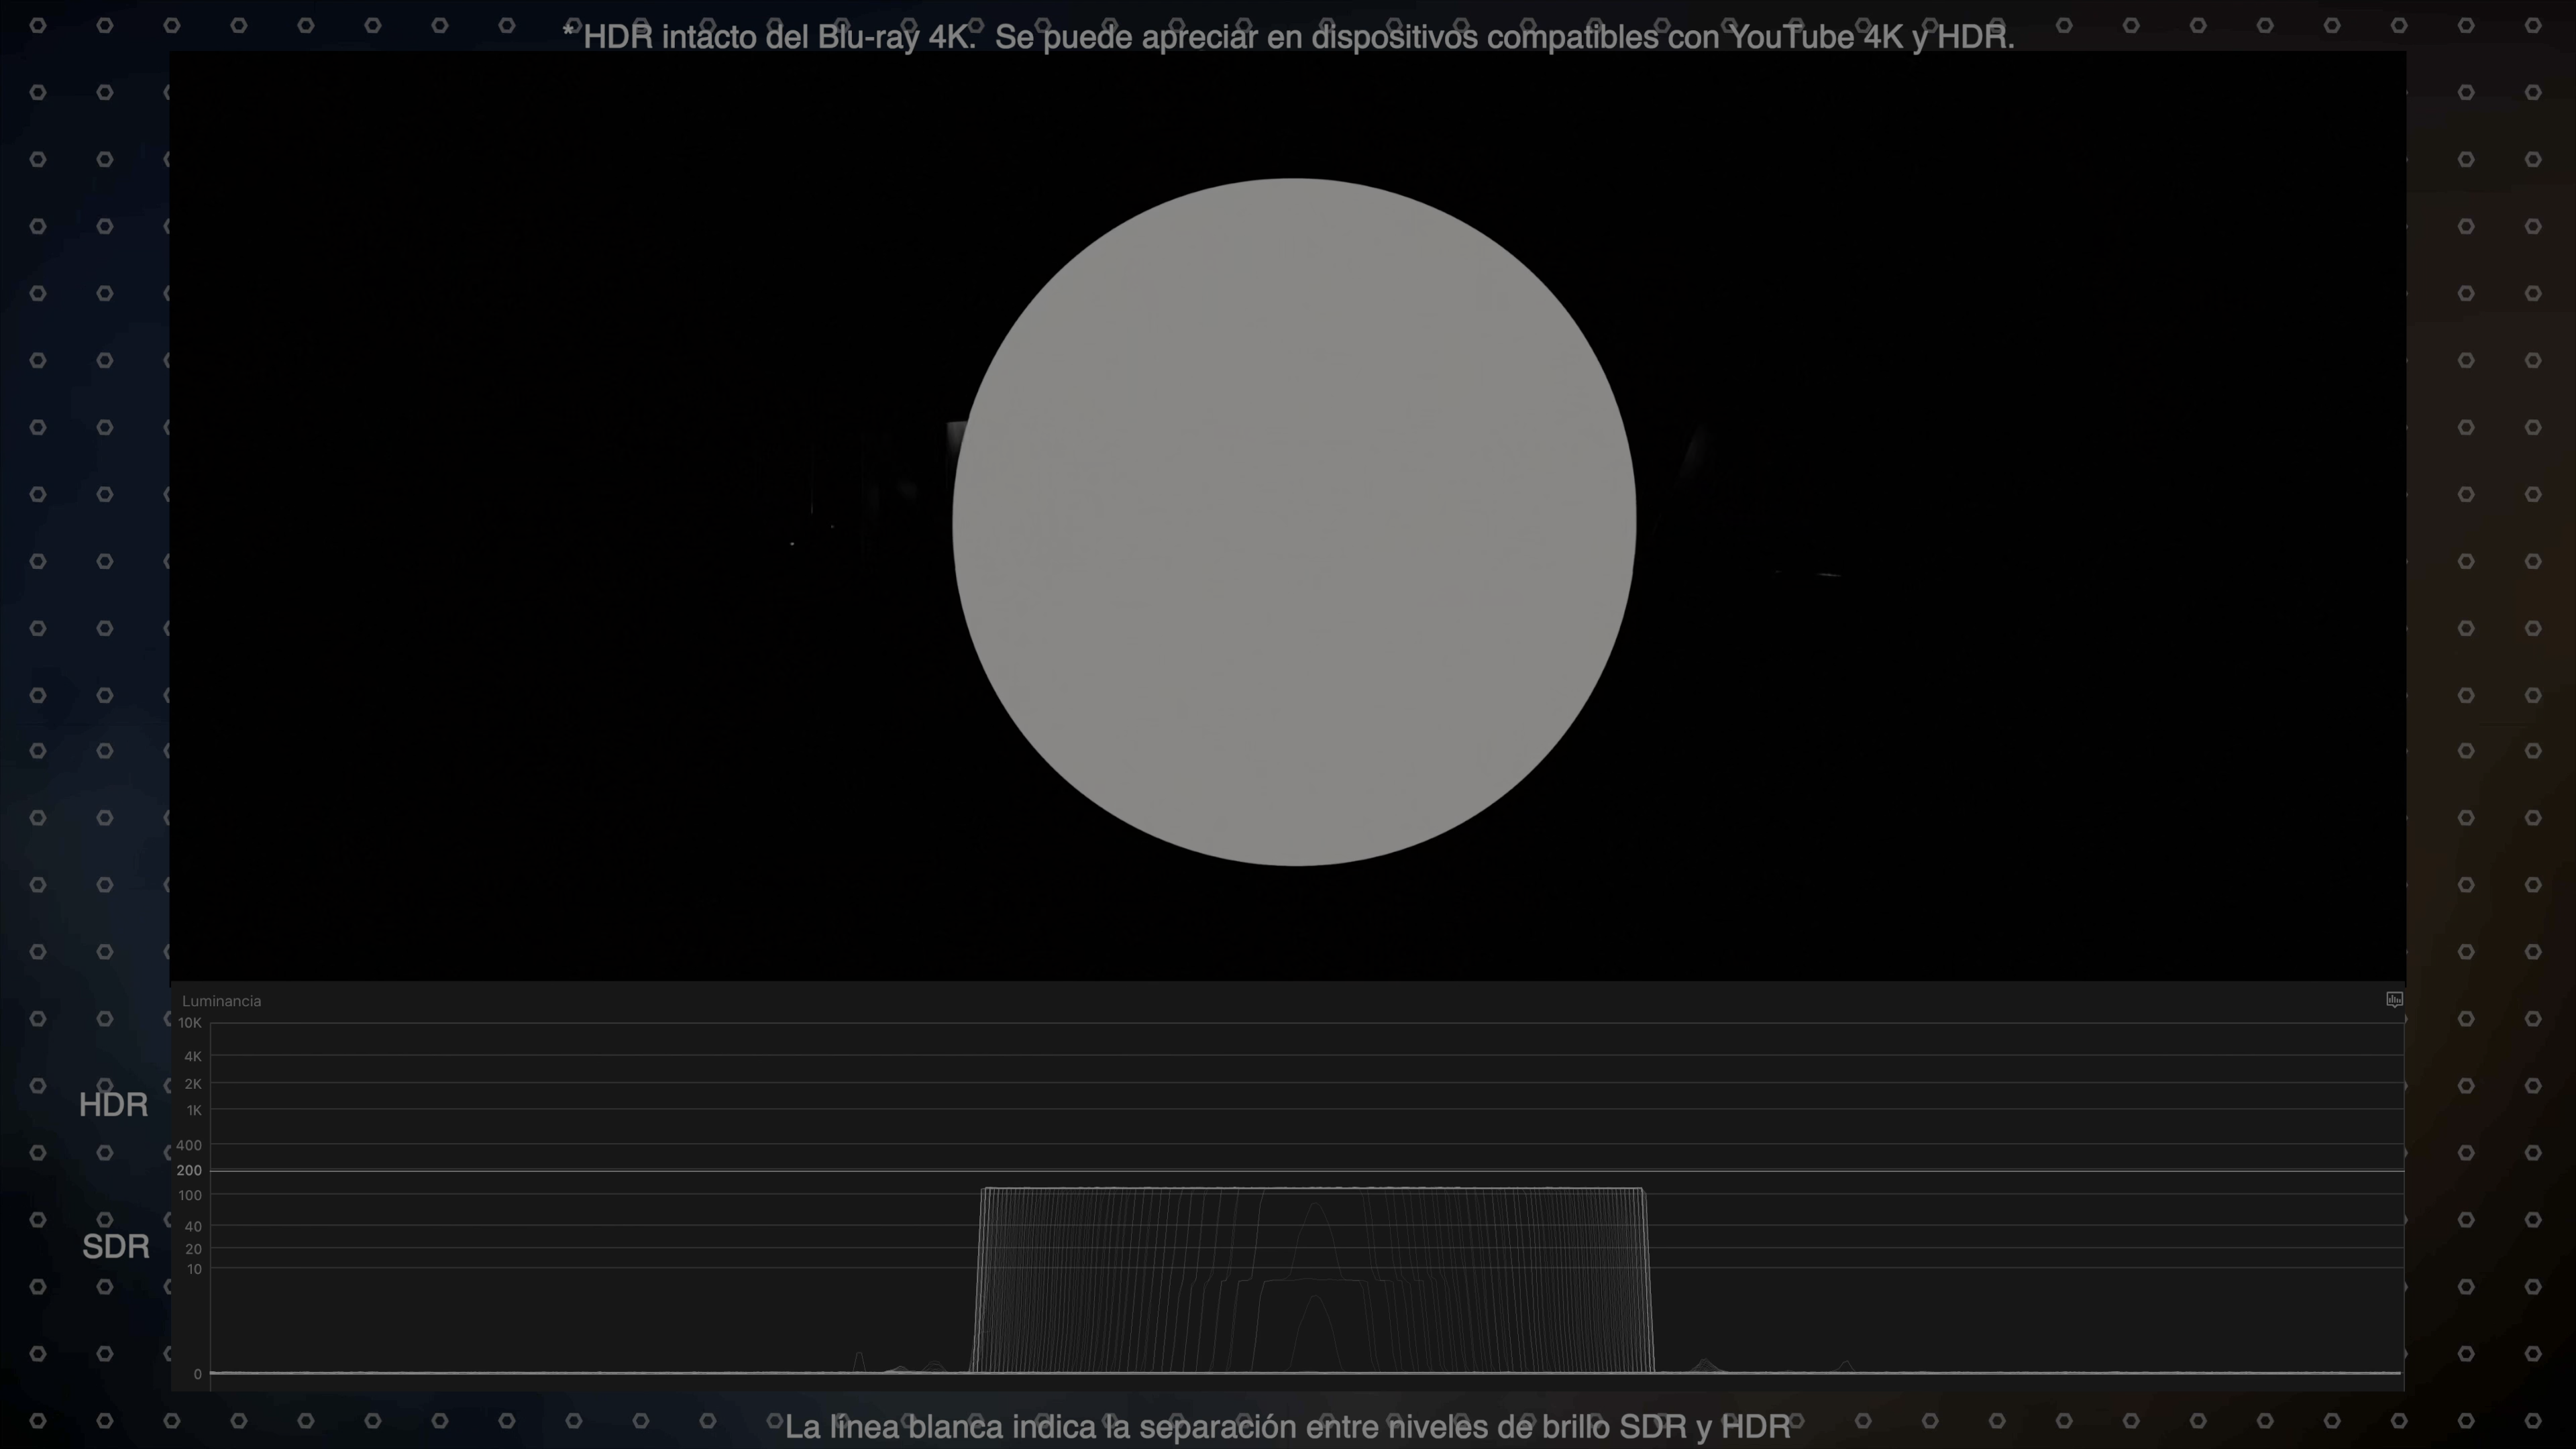 * HDR intacto del Blu-ray 4K.  Se puede apreciar en dispositivos compatibles con YouTube 4K y HDR.
Luminancia
10K
4K
2K
HDR
1K
400
200
100
40
SDR
20
10
0
La línea blanca indica la separación entre niveles de brillo SDR y HDR